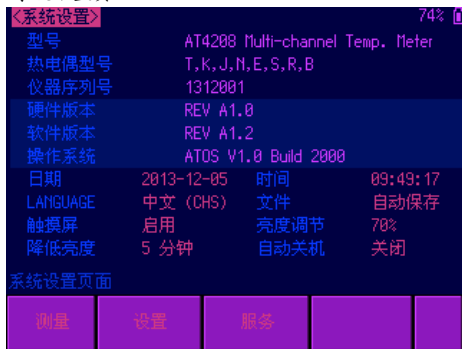 <系统设置> 74%
型号 AT4208 Multi-channel Temp. Meter
热电偶型号 T,K,J,N,E,S,R,B
仪器序列号 1312001
硬件版本 REV A1.0
软件版本 REV A1.2
操作系统 ATOS V1.0 Build 2000
日期 2013-12-05 时间 09:49:17
LANGUAGE 中文 (CHS) 文件 自动保存
触摸屏 启用 亮度调节 70%
降低亮度 5 分钟 自动关机 关闭
系统设置页面
测量 设置 服务